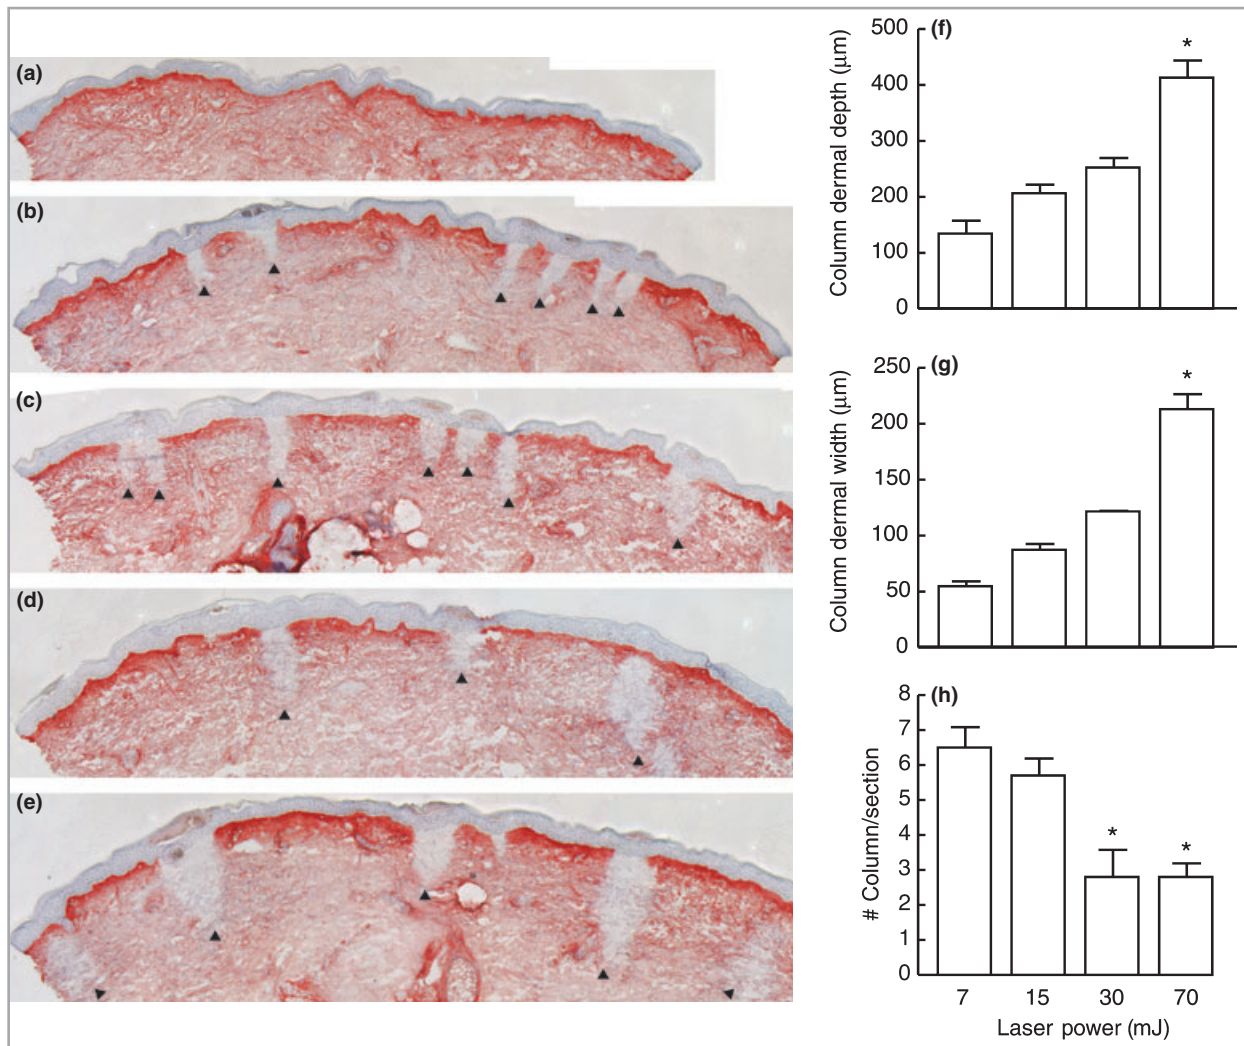 (a)
(b)
(c)
(d)
(e)
(f)
Column dermal depth (μm)
500
400
300
200
100
0
*
(g)
Column dermal width (μm)
250
200
150
100
50
0
*
(h)
# Column/section
8
7
6
5
4
3
2
1
0
* *
7 15 30 70
Laser power (mJ)